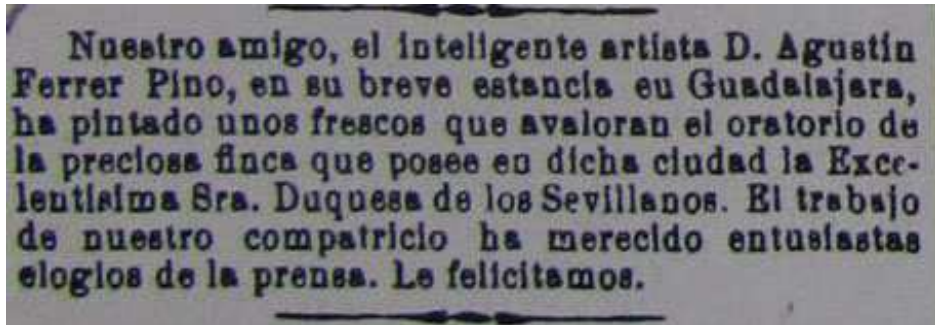 Nuestro amigo, el inteligente artista D. Agustín
Ferrer Pino, en su breve estancia eu Guadalajara,
ha pintado unos frescos que avaloran el oratorio de
la preciosa finca que posee en dicha ciudad la Exce-
lentísima Sra. Duquesa de los Sevillanos. El trabajo
de nuestro compatricio ha merecido entusiastas
elogios de la prensa. Le felicitamos.